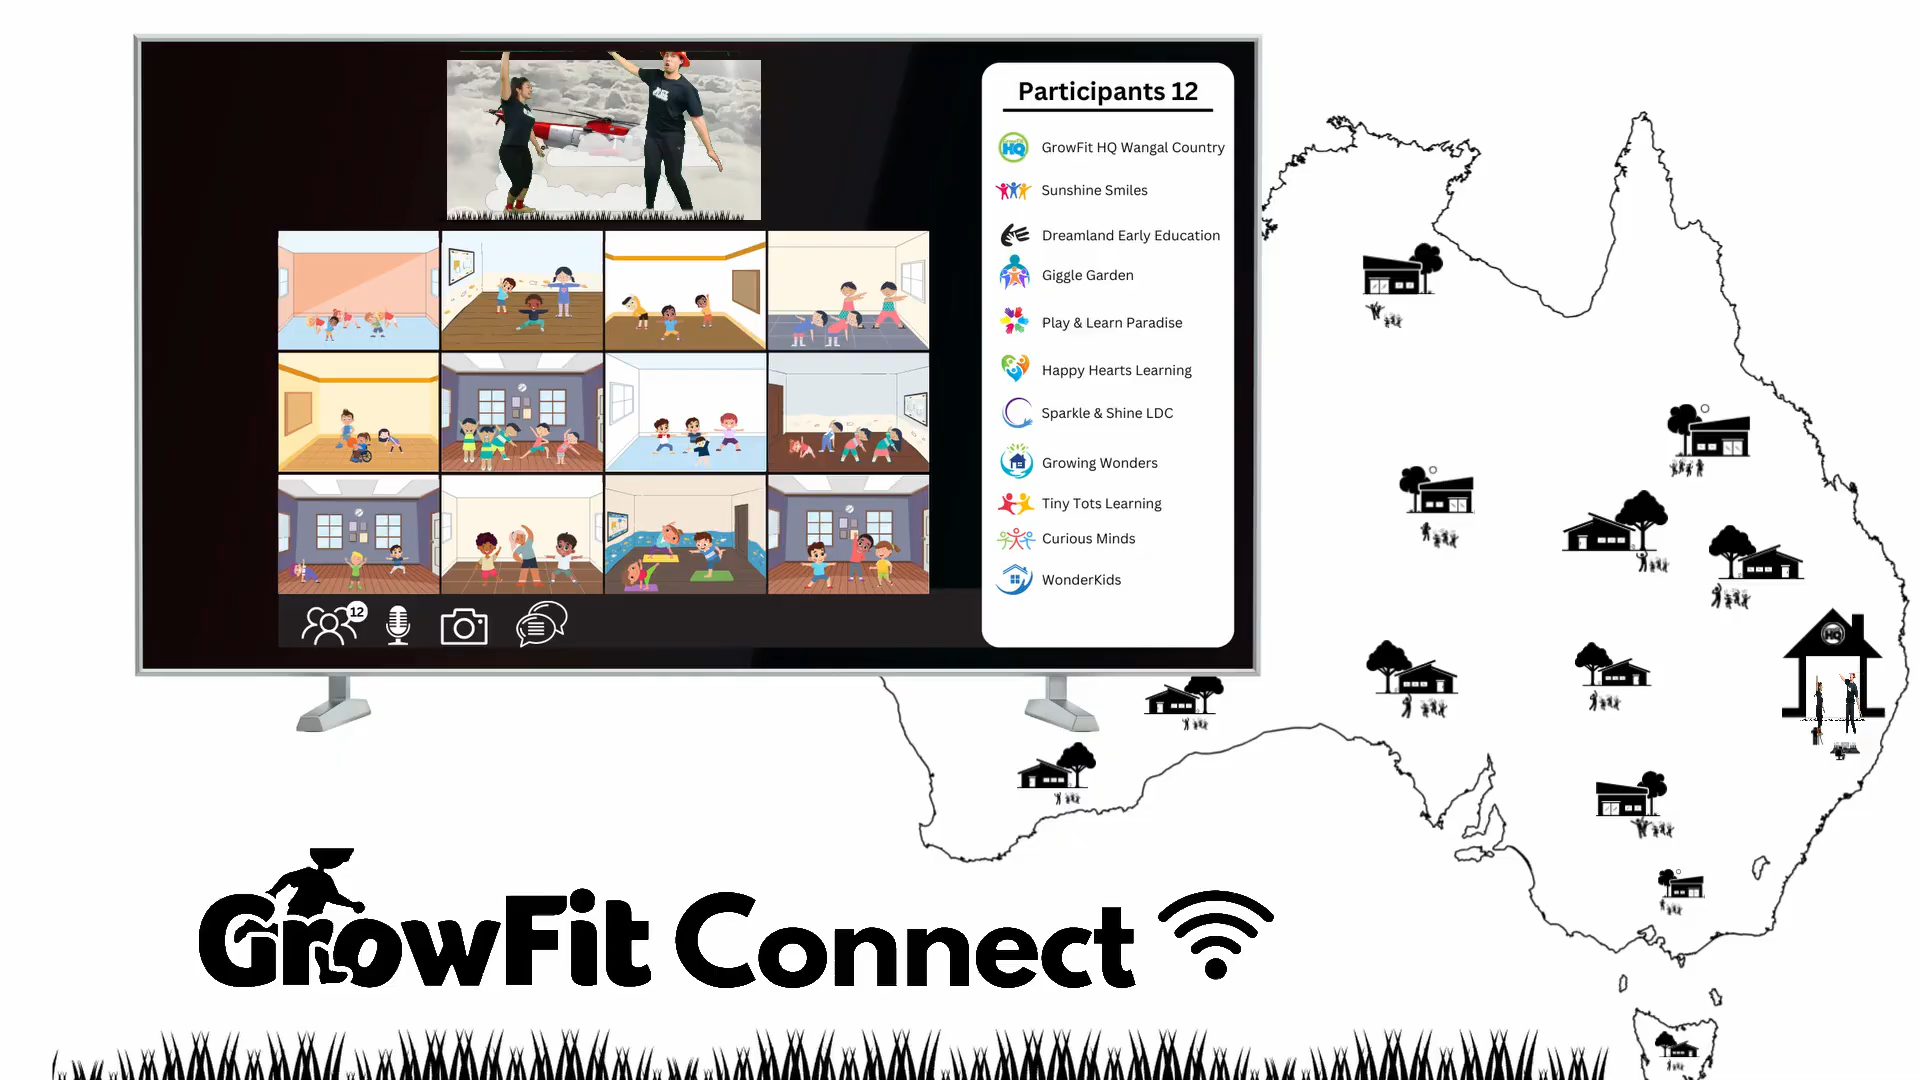 Participants 12
GrowFit HQ Wangal Country
Sunshine Smiles
Dreamland Early Education
Giggle Garden
Play & Learn Paradise
Happy Hearts Learning
Sparkle & Shine LDC
Growing Wonders
Tiny Tots Learning
Curious Minds
WonderKids
12
HQ
GrowFit Connect